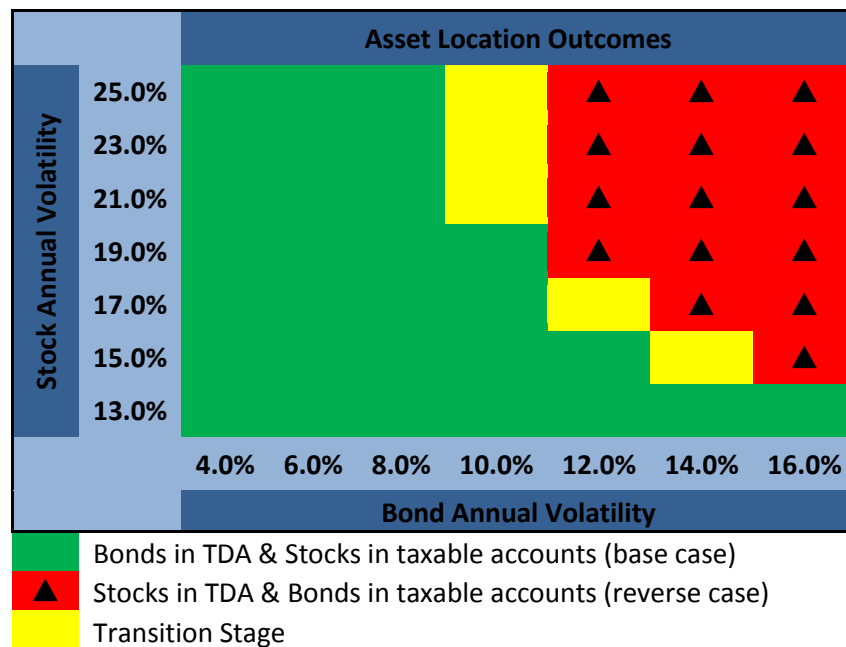 Asset Location Outcomes
Stock Annual Volatility
25.0%
23.0%
21.0%
19.0%
17.0%
15.0%
13.0%
4.0% 6.0% 8.0% 10.0% 12.0% 14.0% 16.0%
Bond Annual Volatility
Bonds in TDA & Stocks in taxable accounts (base case)
Stocks in TDA & Bonds in taxable accounts (reverse case)
Transition Stage